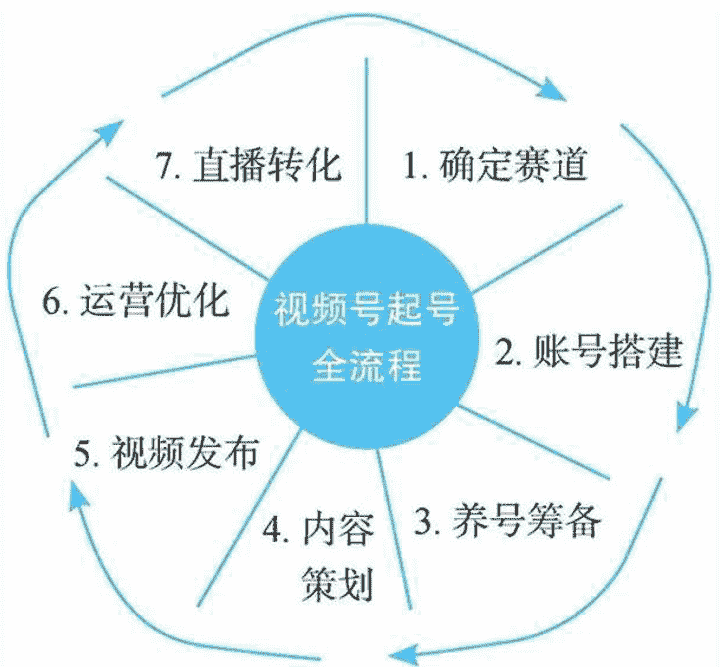 视频号起号
全流程
1. 确定赛道
2. 账号搭建
3. 养号筹备
4. 内容
策划
5. 视频发布
6. 运营优化
7. 直播转化